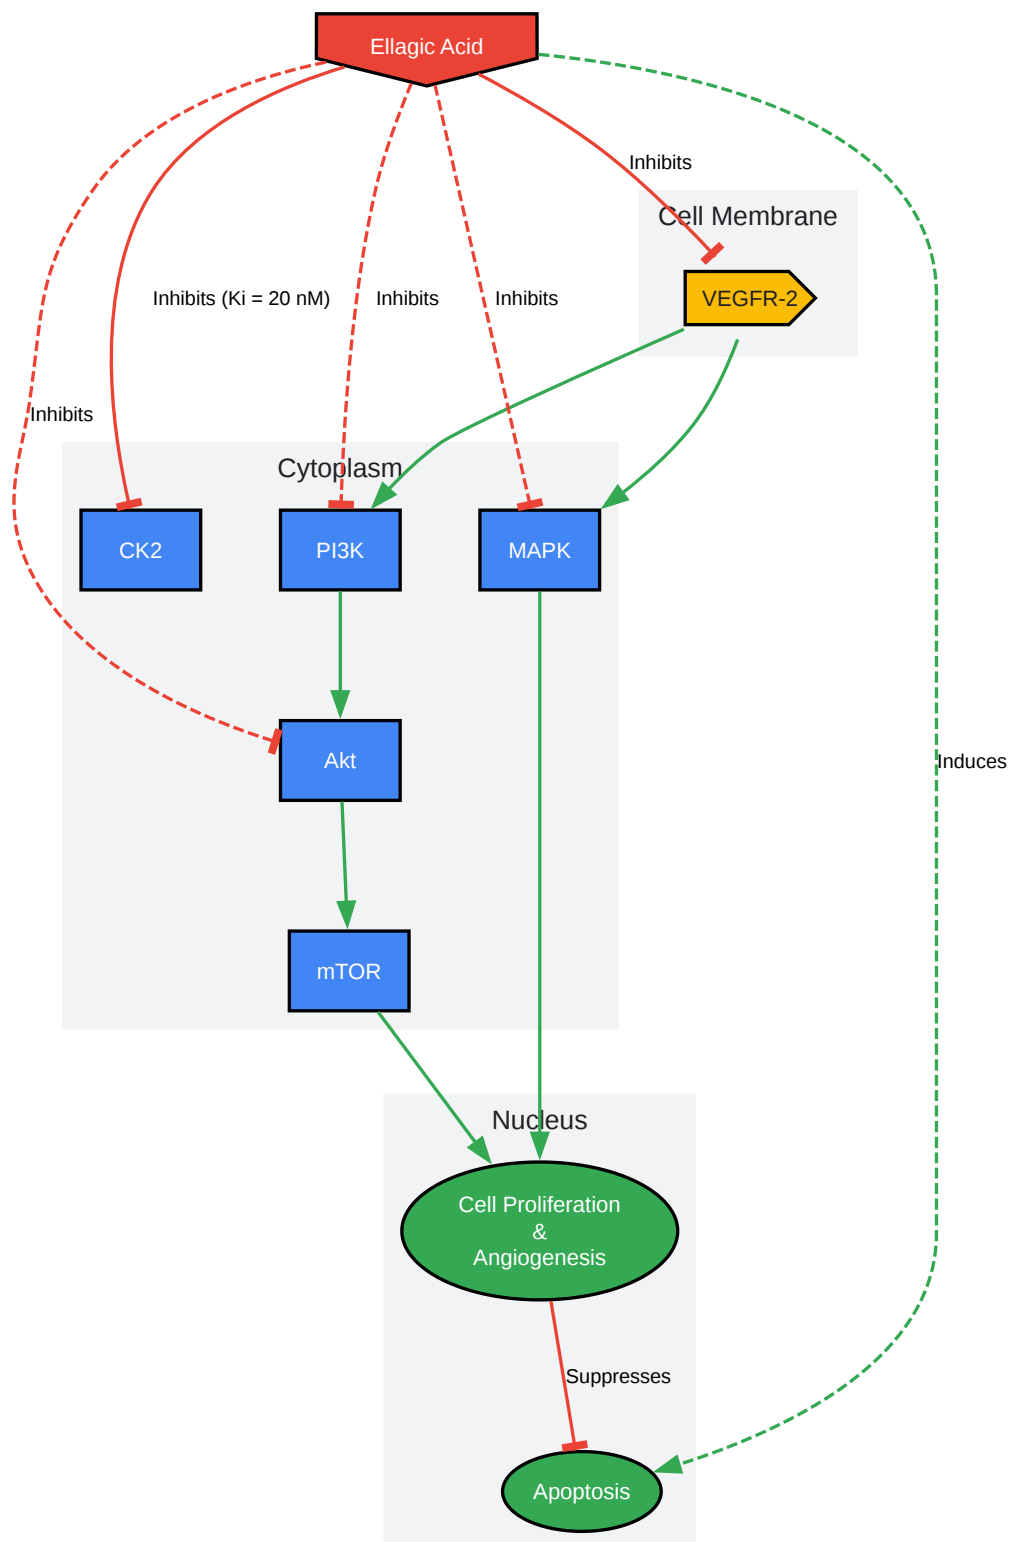 Ellagic Acid
Inhibits
Cell Membrane
Inhibits (Ki = 20 nM)
Inhibits
Inhibits
VEGFR-2
Inhibits
Cytoplasm
CK2
PI3K
MAPK
Akt
Induces
mTOR
Nucleus
Cell Proliferation
&
Angiogenesis
Suppresses
Apoptosis